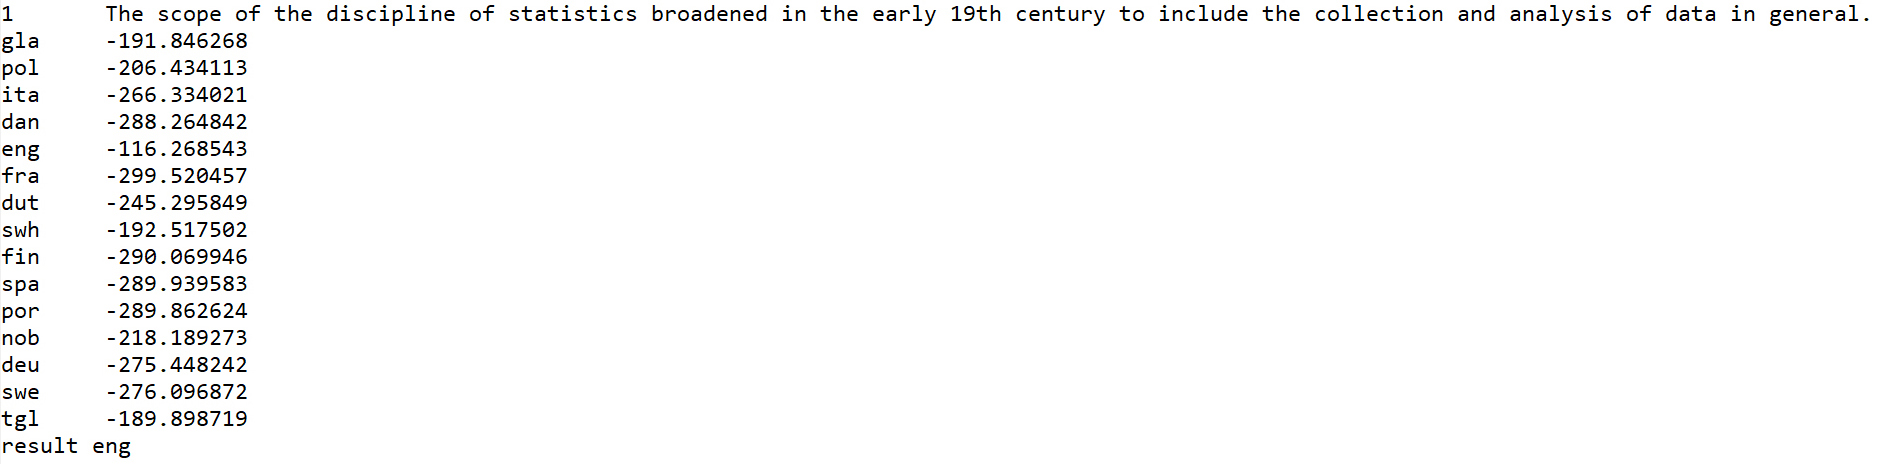 1 The scope of the discipline of statistics broadened in the early 19th century to include the collection and analysis of data in general.
gla -191.846268
pol -206.434113
ita -266.334021
dan -288.264842
eng -116.268543
fra -299.520457
dut -245.295849
swh -192.517502
fin -290.069946
spa -289.939583
por -289.862624
nob -218.189273
deu -275.448242
swe -276.096872
tgl -189.898719
result eng